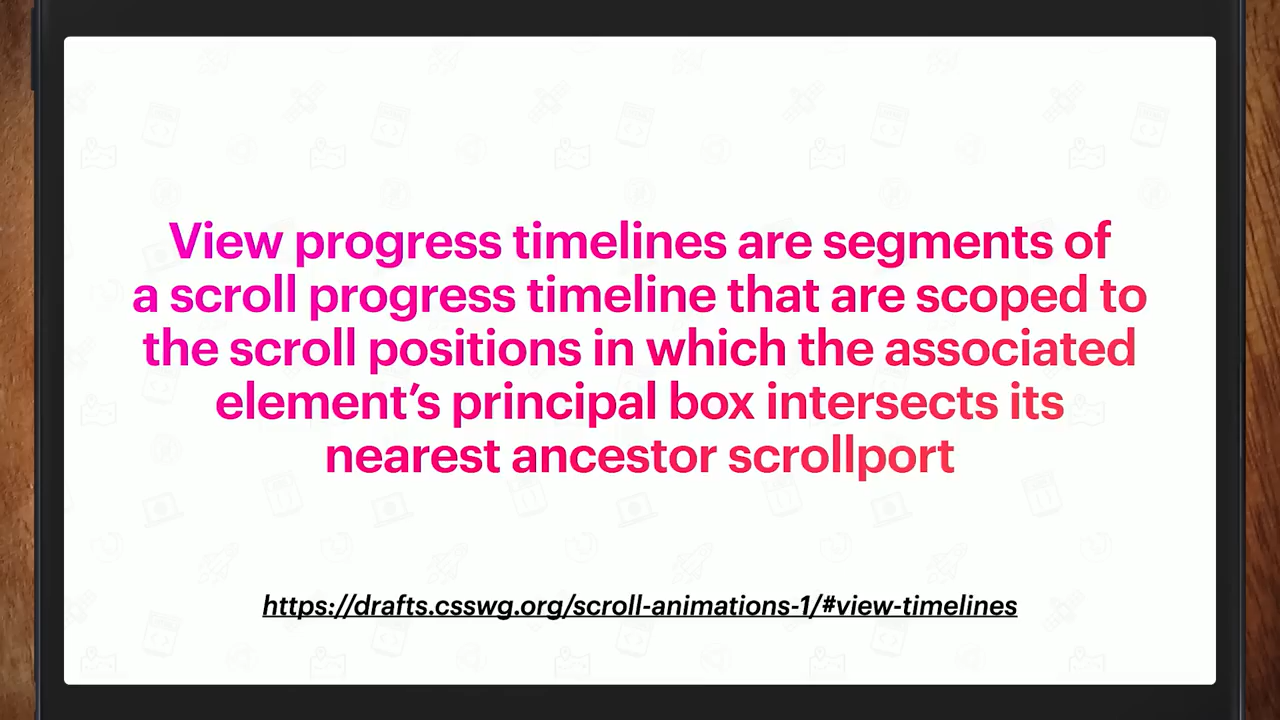 View progress timelines are segments of
a scroll progress timeline that are scoped to
the scroll positions in which the associated
element’s principal box intersects its
nearest ancestor scrollport
https://drafts.csswg.org/scroll-animations-1/#view-timelines